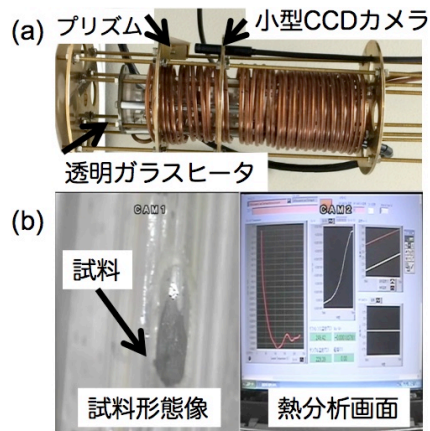 (a)
プリズム
小型CCDカメラ
透明ガラスヒータ
(b)
CAM1
CAM2
試料
試料形態像
熱分析画面